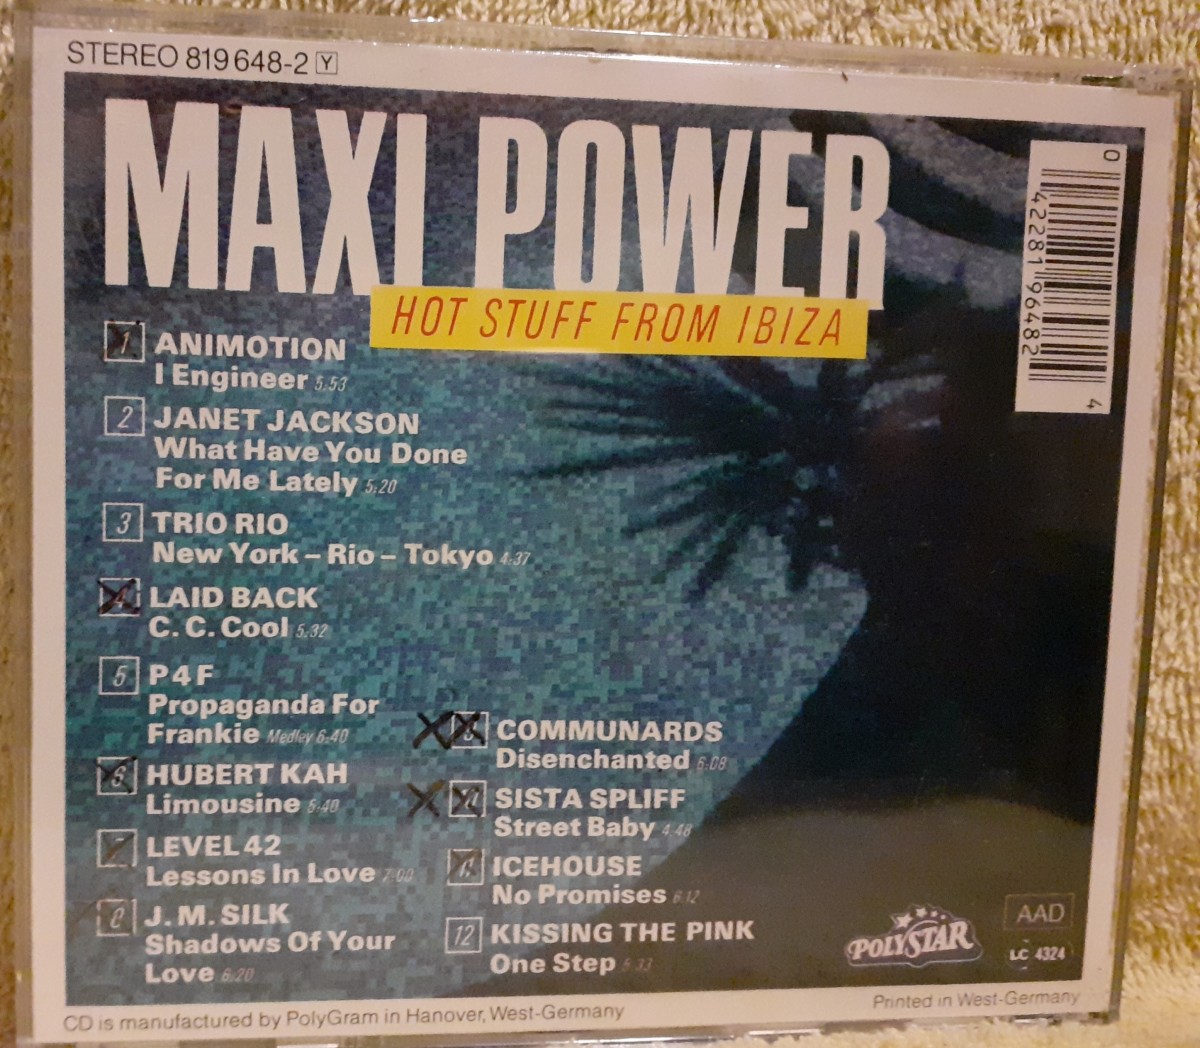 STEREO 819 648-2 Y
MAXI POWER
HOT STUFF FROM IBIZA
0 42281 96482 4
1 ANIMOTION
I Engineer 5:53
2 JANET JACKSON
What Have You Done
For Me Lately 5:20
3 TRIO RIO
New York – Rio – Tokyo 4:37
4 LAID BACK
C. C. Cool 5:32
5 P4F
Propaganda For
Frankie Medley 6:40
6 HUBERT KAH
Limousine 5:40
7 LEVEL 42
Lessons In Love 7:00
8 J. M. SILK
Shadows Of Your
Love 6:20
9 COMMUNARDS
Disenchanted 6:08
10 SISTA SPLIFF
Street Baby 4:48
11 ICEHOUSE
No Promises 6:12
12 KISSING THE PINK
One Step 5:33
POLYSTAR
AAD
LC 4324
CD is manufactured by PolyGram in Hanover, West-Germany
Printed in West-Germany